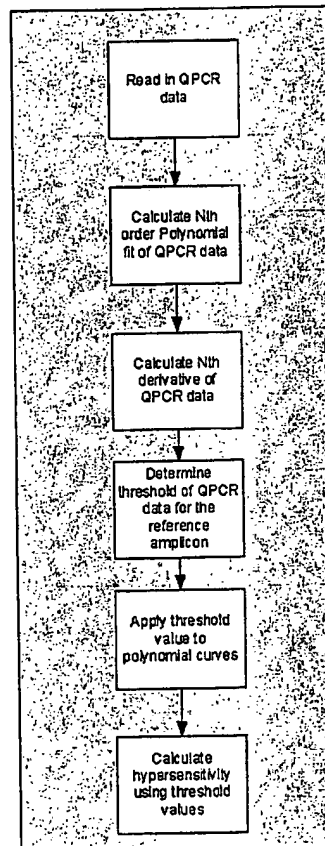 Read in QPCR
data
Calculate Nth
order Polynomial
fit of QPCR data
Calculate Nth
derivative of
QPCR data
Determine
threshold of QPCR
data for the
reference
amplicon
Apply threshold
value to
polynomial curves
Calculate
hypersensitivity
using threshold
values